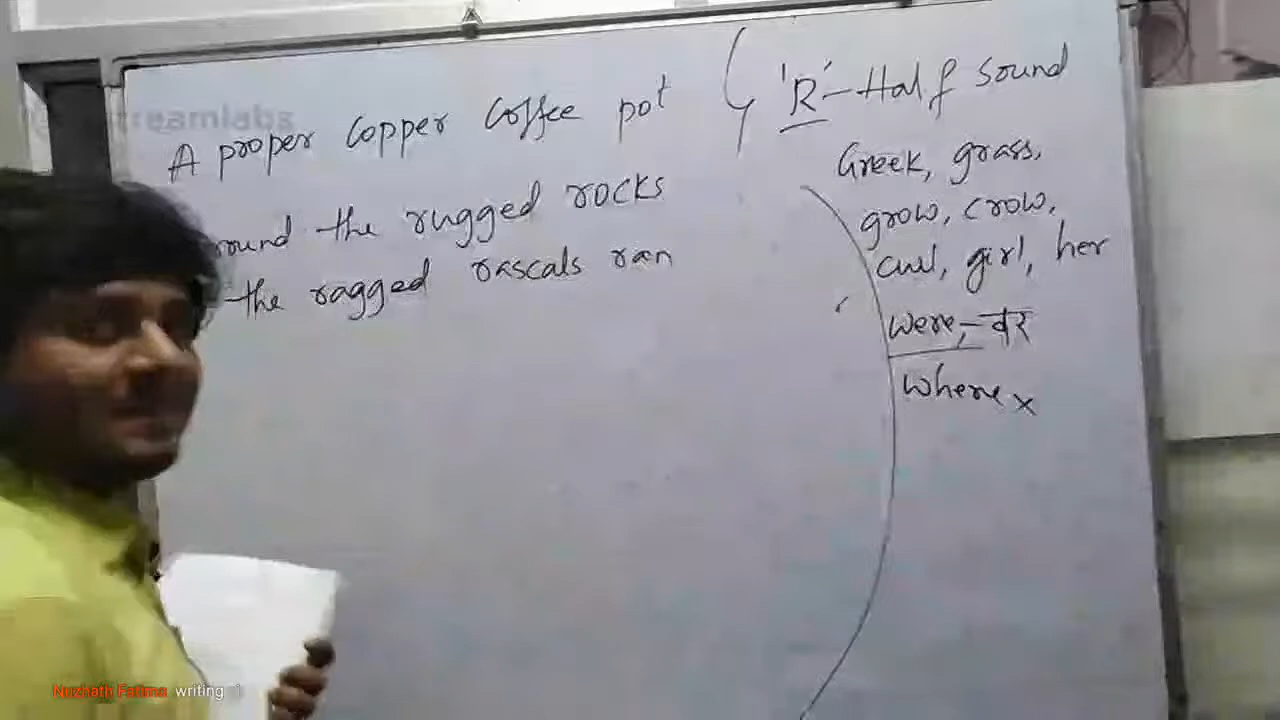 streamlabs
A proper copper coffee pot
round the rugged rocks
the ragged rascals ran
'R'-Half sound
Greek, grass,
grow, crow,
curl, girl, her
were,-वर
where x
Nuzhath Fatima writing